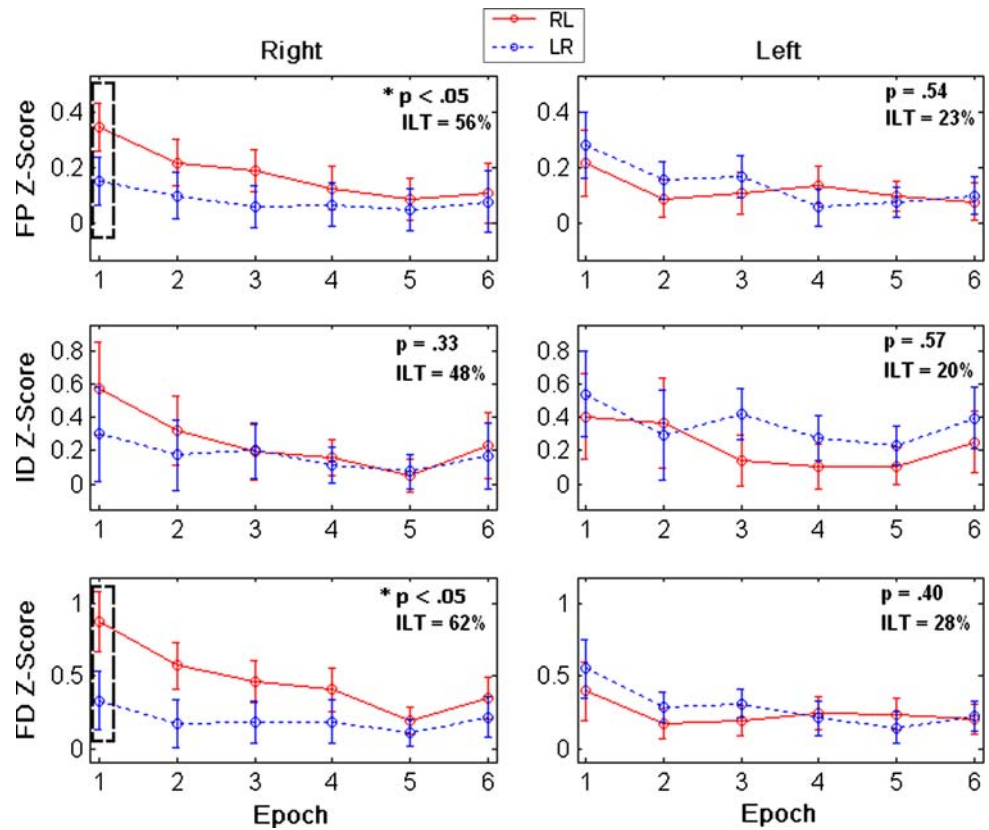 RL
LR
Right
Left
FP Z-Score
0.4
0.2
0
* p < .05
ILT = 56%
1 2 3 4 5 6
0.4
0.2
0
p = .54
ILT = 23%
1 2 3 4 5 6
ID Z-Score
0.8
0.6
0.4
0.2
0
p = .33
ILT = 48%
1 2 3 4 5 6
0.8
0.6
0.4
0.2
0
p = .57
ILT = 20%
1 2 3 4 5 6
FD Z-Score
1
0.5
0
* p < .05
ILT = 62%
1 2 3 4 5 6
Epoch
1
0.5
0
p = .40
ILT = 28%
1 2 3 4 5 6
Epoch